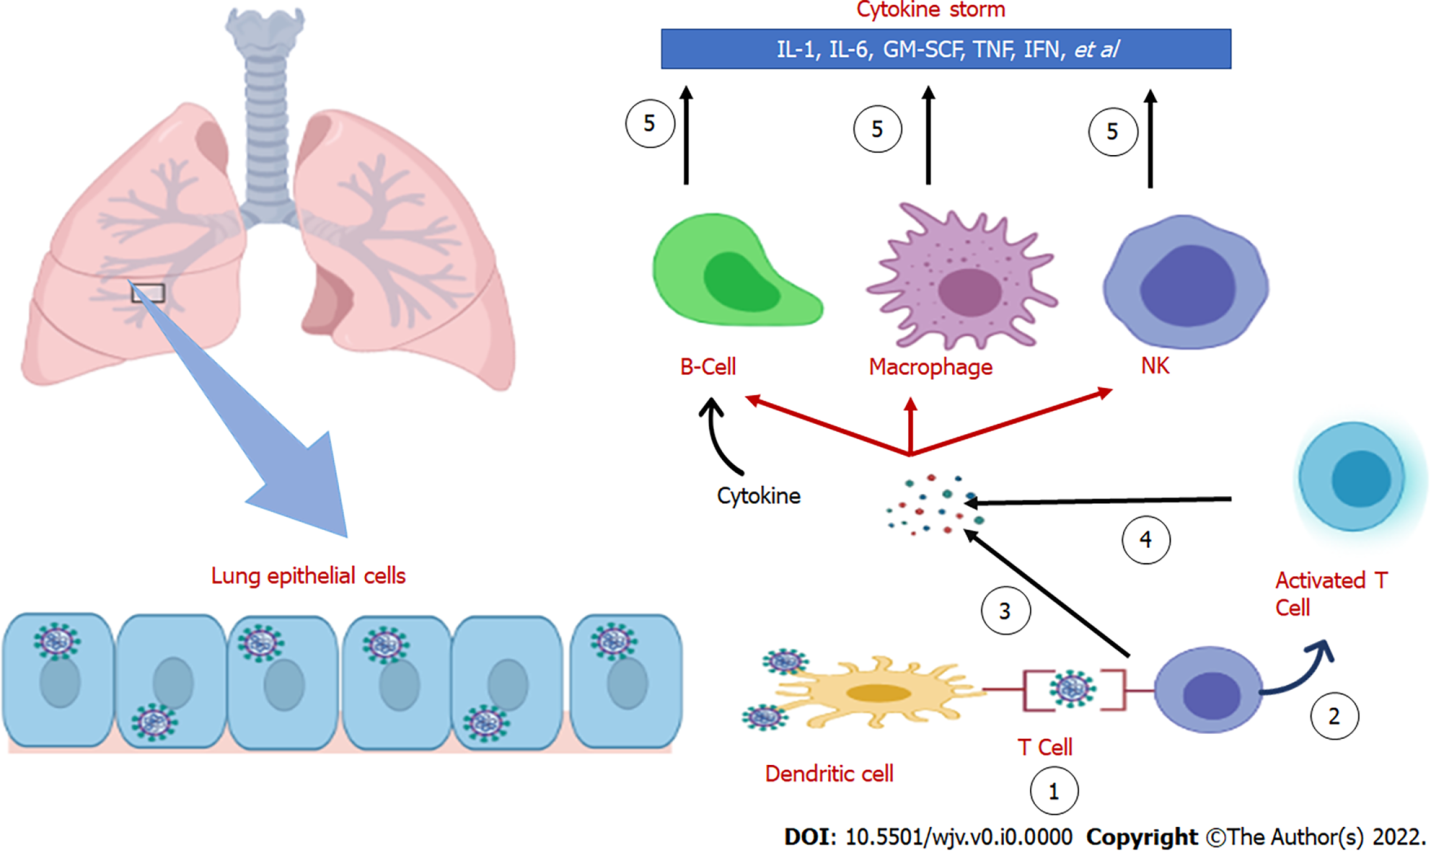 Cytokine storm
IL-1, IL-6, GM-SCF, TNF, IFN, et al
5
5
5
B-Cell
Macrophage
NK
Cytokine
4
Lung epithelial cells
Activated T
Cell
3
2
T Cell
Dendritic cell
1
DOI: 10.5501/wjv.v0.i0.0000 Copyright ©The Author(s) 2022.